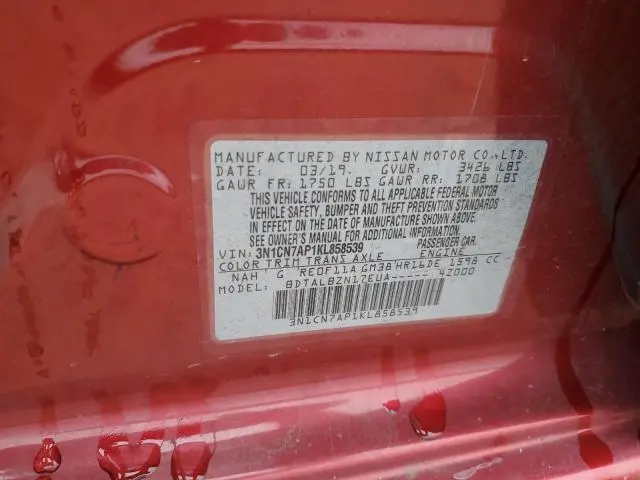 MANUFACTURED BY NISSAN MOTOR CO., LTD.
DATE: 03/19. GVWR: 3426 LBS
GAWR FR: 1750 LBS GAWR RR: 1708 LBS
THIS VEHICLE CONFORMS TO ALL APPLICABLE FEDERAL MOTOR
VEHICLE SAFETY, BUMPER AND THEFT PREVENTION STANDARDS
IN EFFECT ON THE DATE OF MANUFACTURE SHOWN ABOVE.
SEE OWNER'S MANUAL FOR ADDITIONAL INFORMATION.
VIN: 3N1CN7AP1KL858539 PASSENGER CAR.
COLOR TRIM TRANS AXLE ENGINE
NAH G RE0F11A GM38 HR16DE 1598 CC
MODEL: BDTALBZN17EUA----- 42000
3N1CN7AP1KL858539